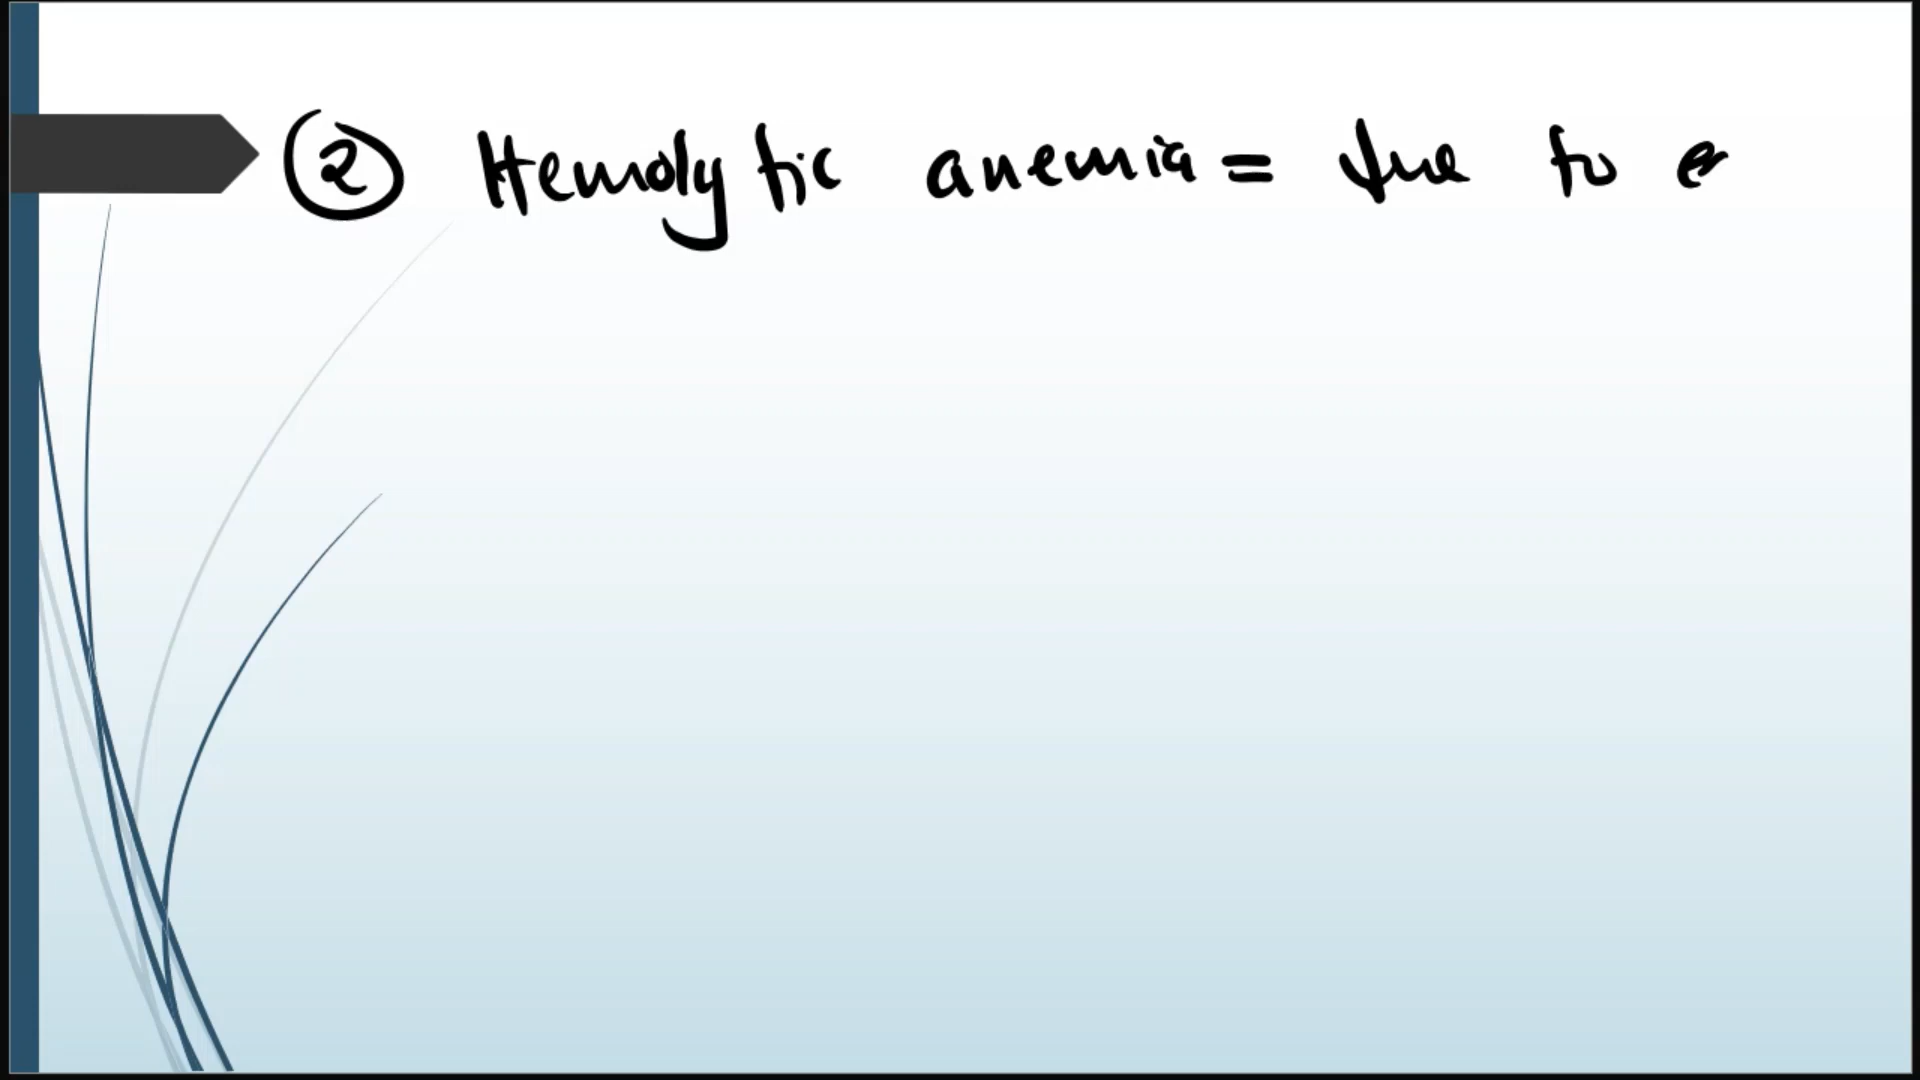 ② Hemolytic anemia = due to